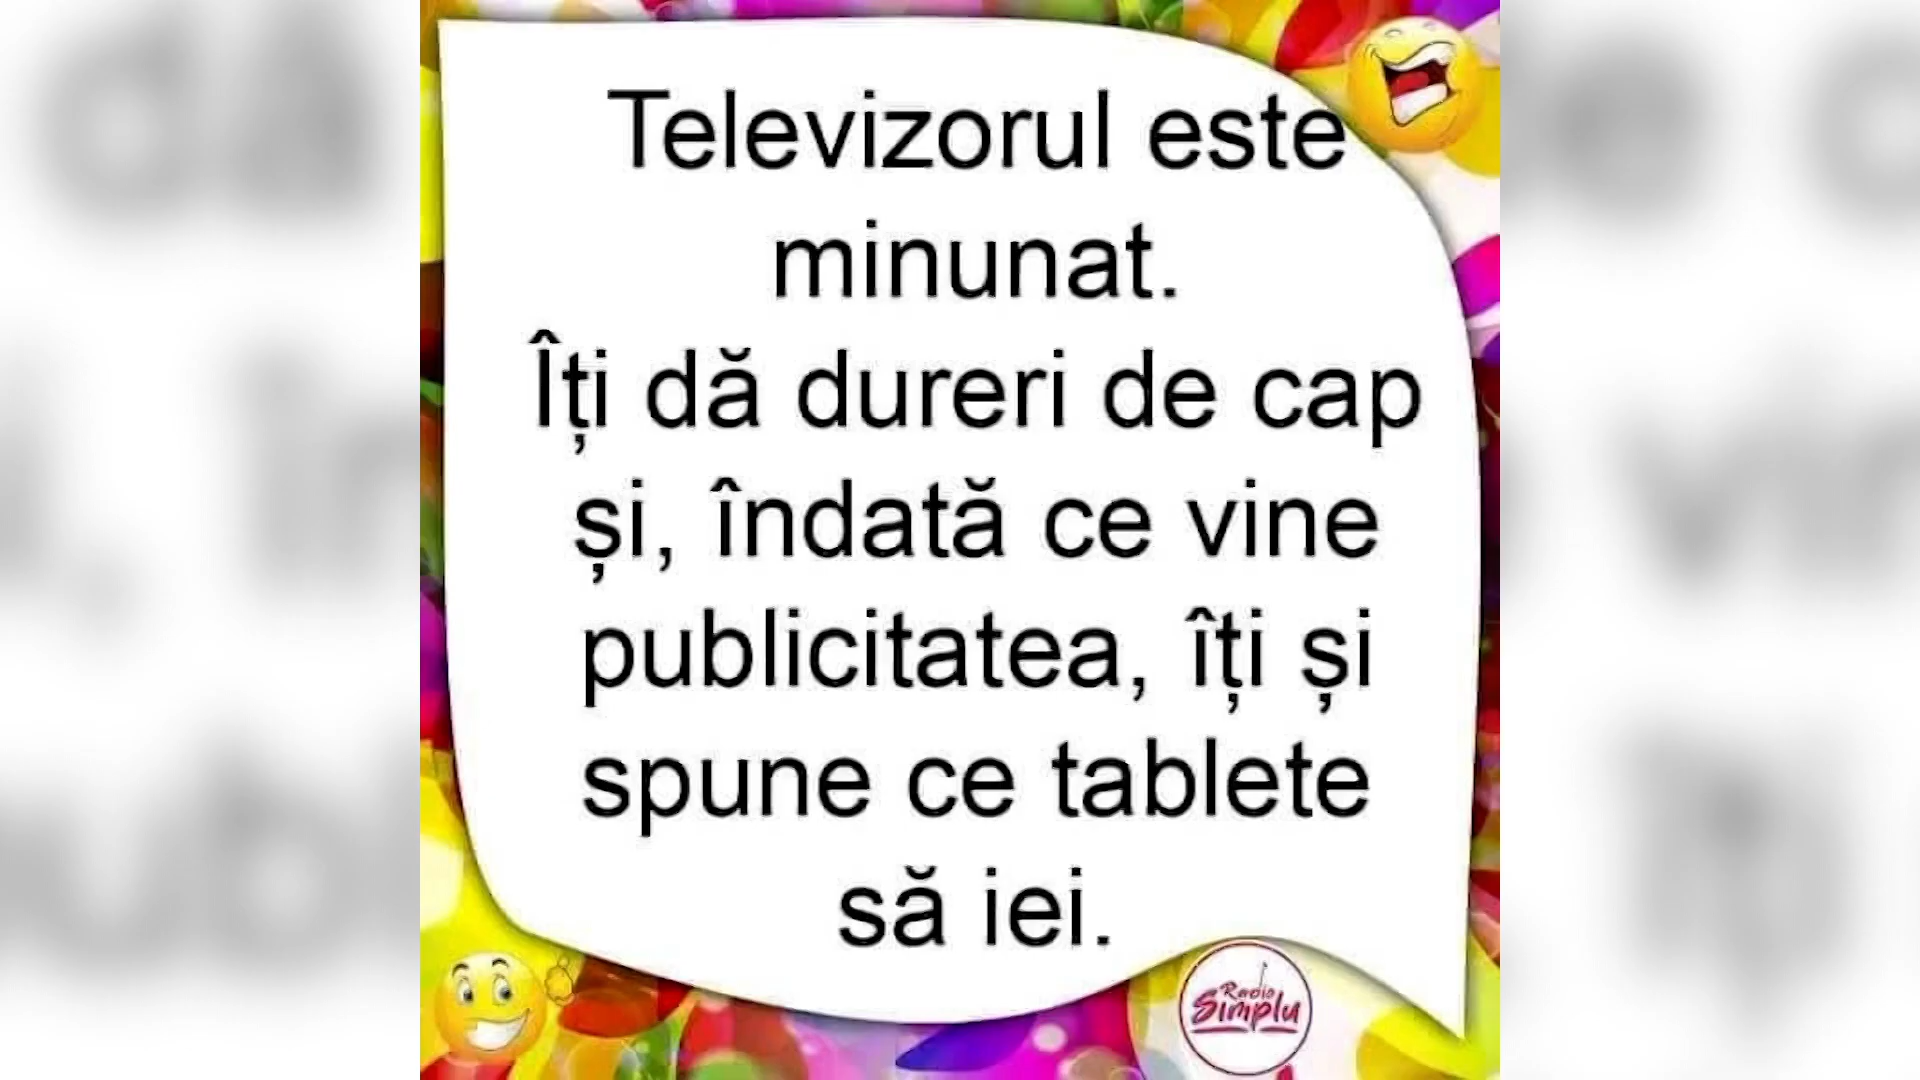 Televizorul este
minunat.
Îți dă dureri de cap
și, îndată ce vine
publicitatea, îți și
spune ce tablete
să iei.
Radio
Simplu